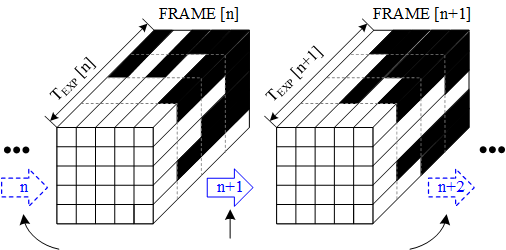 FRAME [n]
FRAME [n+1]
T_EXP [n]
T_EXP [n+1]
n
n+1
n+2